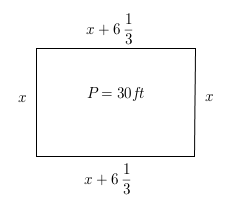 x + 6 1/3
x
P = 30ft
x
x + 6 1/3